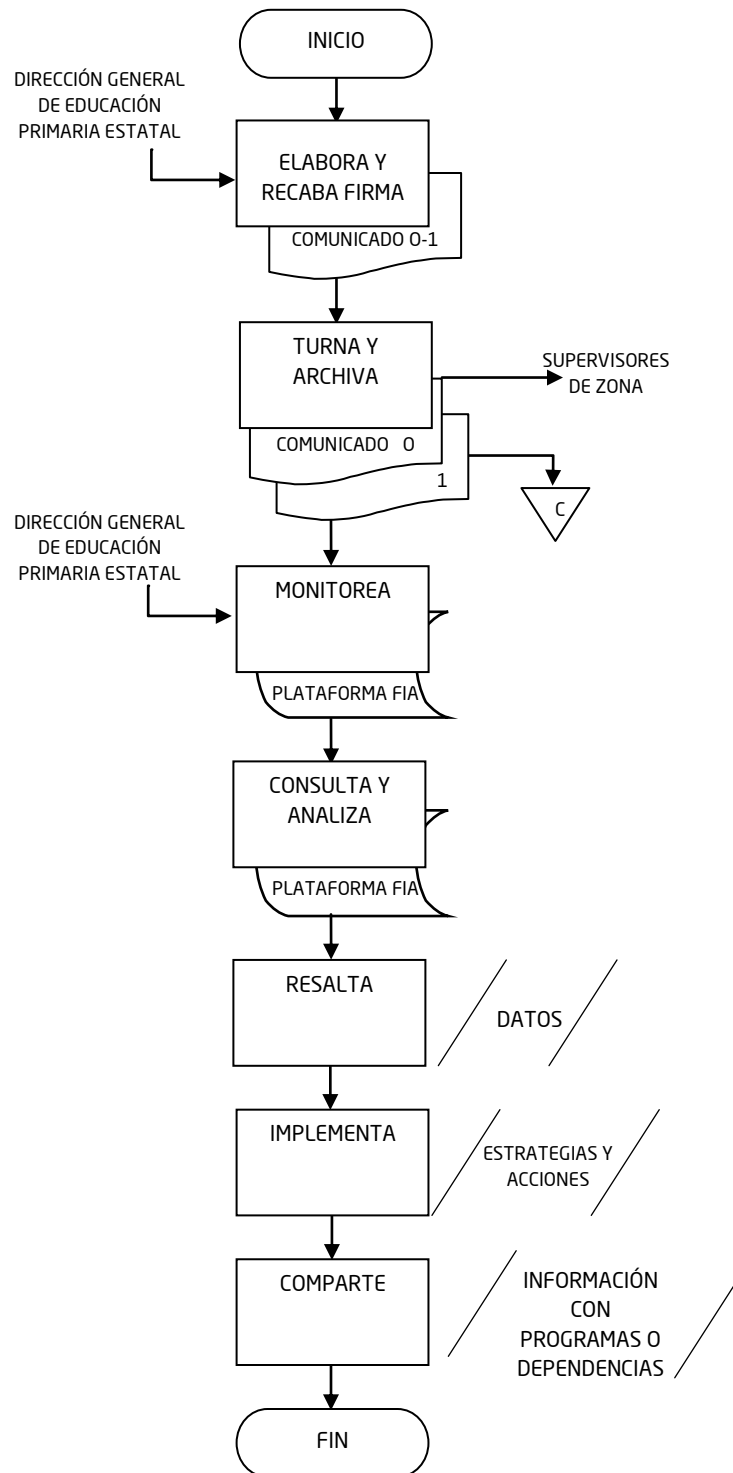 INICIO
DIRECCIÓN GENERAL
DE EDUCACIÓN
PRIMARIA ESTATAL
ELABORA Y
RECABA FIRMA
COMUNICADO O-1
TURNA Y
ARCHIVA
SUPERVISORES
DE ZONA
COMUNICADO O
1
C
DIRECCIÓN GENERAL
DE EDUCACIÓN
PRIMARIA ESTATAL
MONITOREA
PLATAFORMA FIA
CONSULTA Y
ANALIZA
PLATAFORMA FIA
RESALTA
DATOS
IMPLEMENTA
ESTRATEGIAS Y
ACCIONES
COMPARTE
INFORMACIÓN
CON
PROGRAMAS O
DEPENDENCIAS
FIN